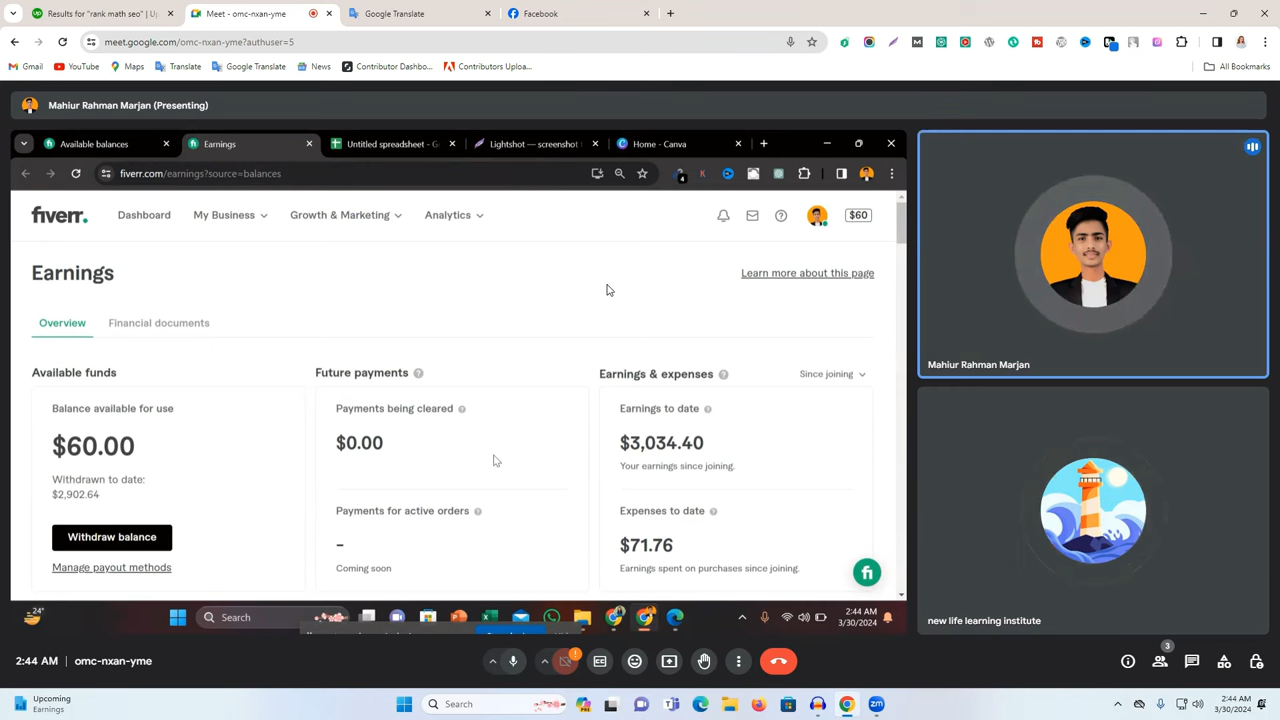 Results for "rank math seo" | U
Meet - omc-nxan-yme
Google Translate
Facebook
meet.google.com/omc-nxan-yme?authuser=5
Gmail
YouTube
Maps
Translate
Google Translate
News
Contributor Dashbo...
Contributors Uploa...
All Bookmarks
Mahiur Rahman Marjan (Presenting)
Available balances
Earnings
Untitled spreadsheet - G
Lightshot — screenshot t
Home - Canva
fiverr.com/earnings?source=balances
4
fiverr.
Dashboard
My Business
Growth & Marketing
Analytics
$60
Earnings
Learn more about this page
Overview
Financial documents
Available funds
Future payments
Earnings & expenses
Since joining
Balance available for use
$60.00
Withdrawn to date:
$2,902.64
Withdraw balance
Manage payout methods
Payments being cleared
$0.00
Payments for active orders
-
Coming soon
Earnings to date
$3,034.40
Your earnings since joining.
Expenses to date
$71.76
Earnings spent on purchases since joining.
fi
24°
Search
2:44 AM
3/30/2024
Mahiur Rahman Marjan
new life learning institute
2:44 AM
omc-nxan-yme
3
Upcoming
Earnings
Search
2:44 AM
3/30/2024